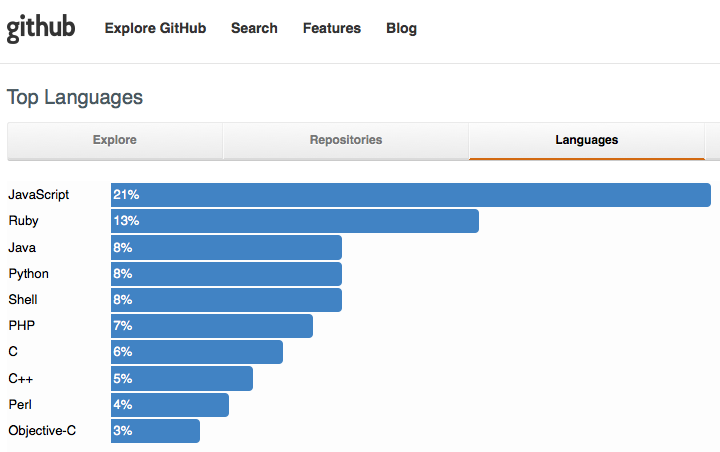 github Explore GitHub Search Features Blog
Top Languages
Explore Repositories Languages
JavaScript 21%
Ruby 13%
Java 8%
Python 8%
Shell 8%
PHP 7%
C 6%
C++ 5%
Perl 4%
Objective-C 3%